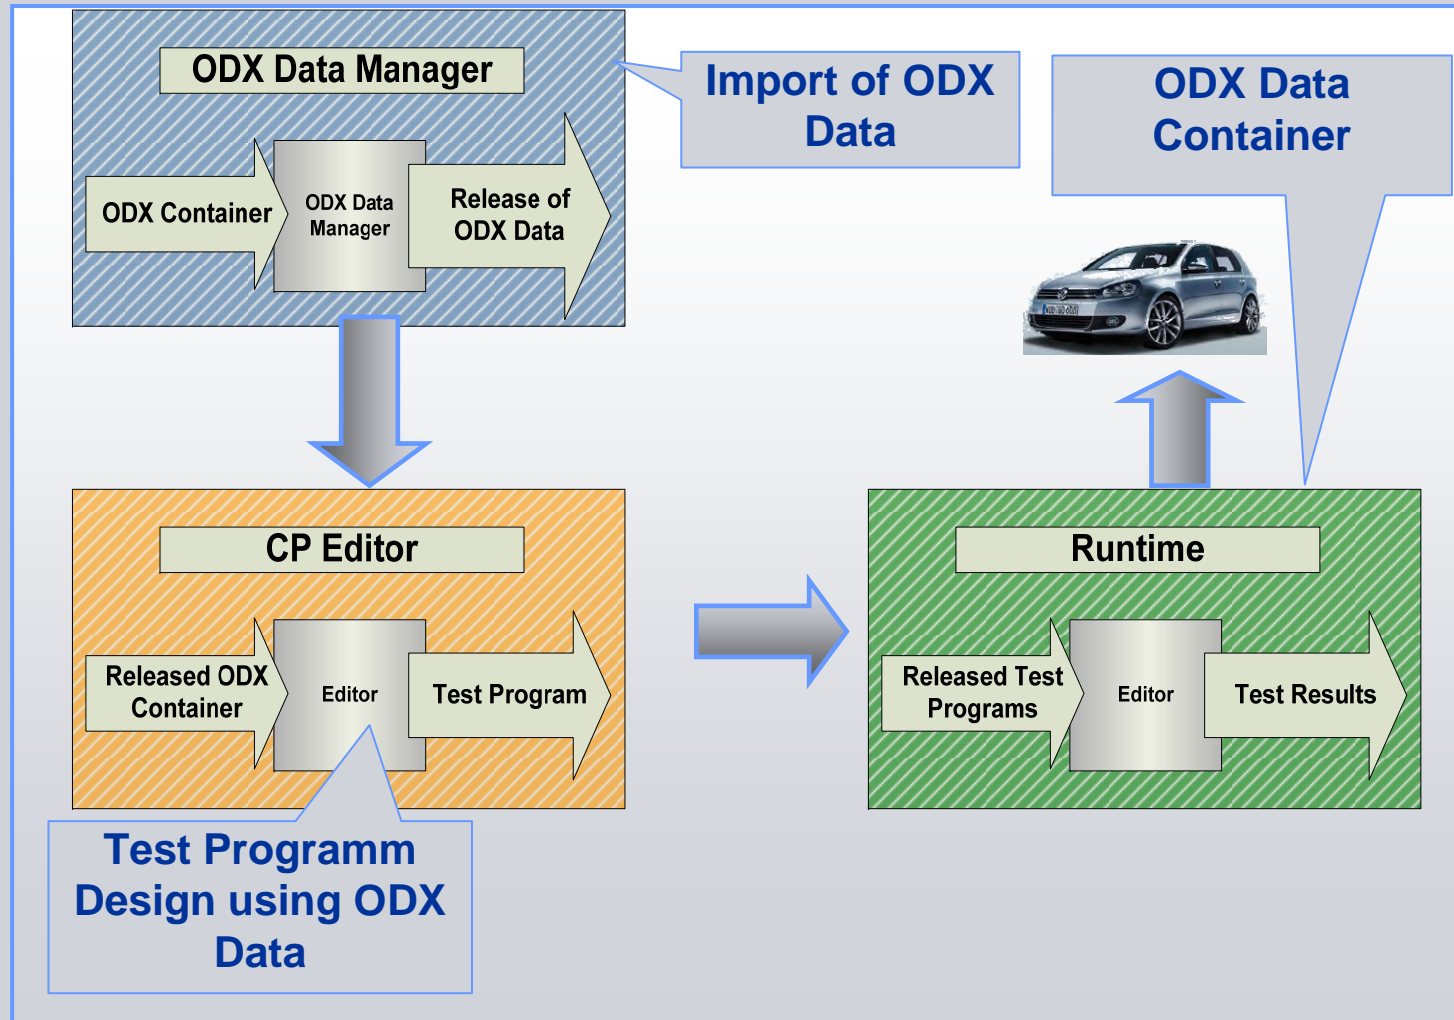 ODX Data Manager
Import of ODX
Data
ODX Data
Container
ODX Container
ODX Data
Manager
Release of
ODX Data
CP Editor
Released ODX
Container
Editor
Test Program
Runtime
Released Test
Programs
Editor
Test Results
Test Programm
Design using ODX
Data